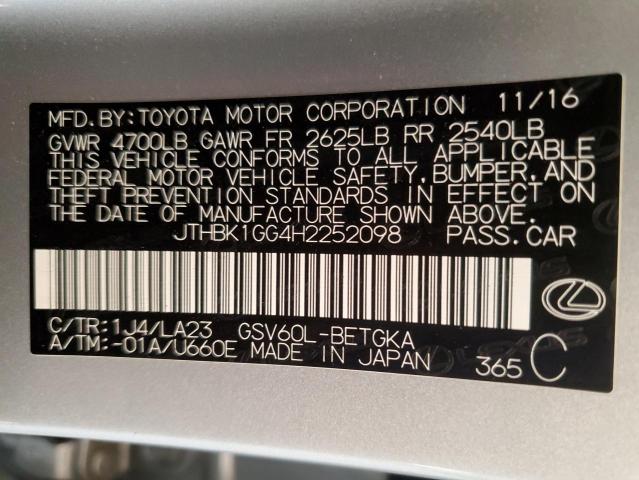 MFD.BY:TOYOTA MOTOR CORPORATION 11/16
GVWR 4700LB GAWR FR 2625LB RR 2540LB
THIS VEHICLE CONFORMS TO ALL APPLICABLE
FEDERAL MOTOR VEHICLE SAFETY,BUMPER,AND
THEFT PREVENTION STANDARDS IN EFFECT ON
THE DATE OF MANUFACTURE SHOWN ABOVE.
JTHBK1GG4H2252098 PASS.CAR
C/TR:1J4/LA23 GSV60L-BETGKA
A/TM:-01A/U660E MADE IN JAPAN 365 C